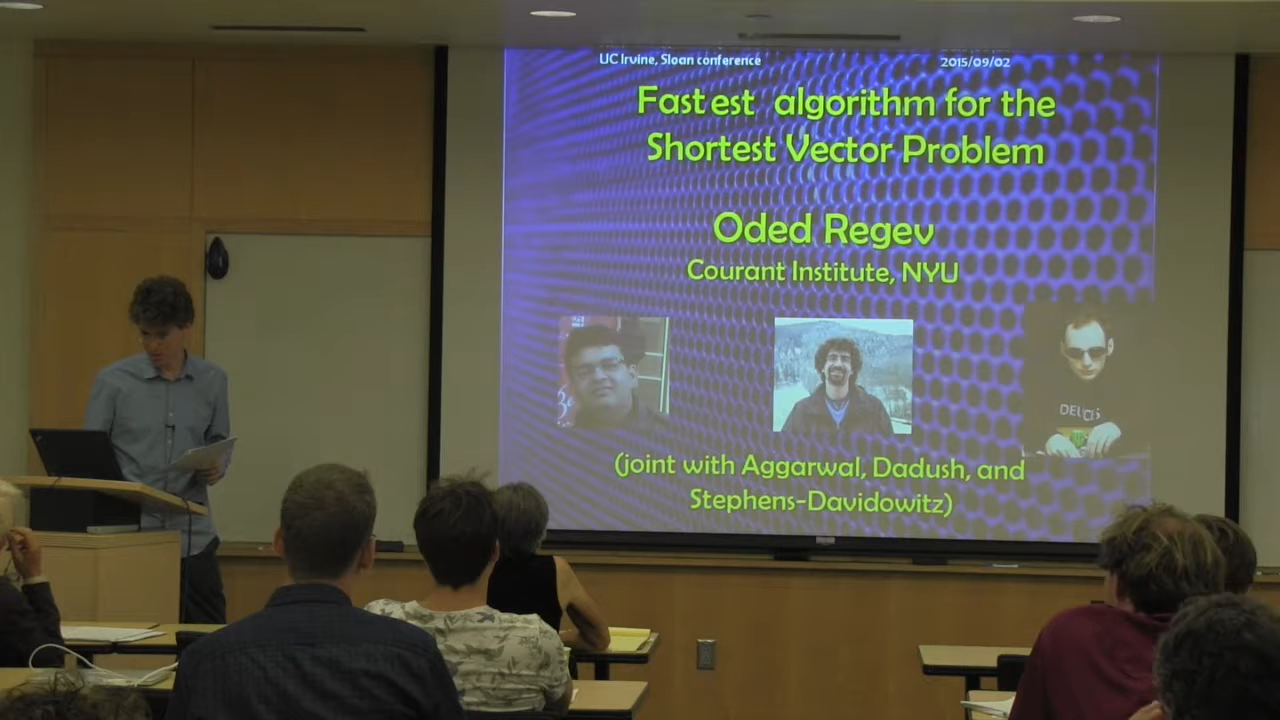 UC Irvine, Sloan conference 2015/09/02
Fastest algorithm for the
Shortest Vector Problem
Oded Regev
Courant Institute, NYU
(joint with Aggarwal, Dadush, and
Stephens-Davidowitz)